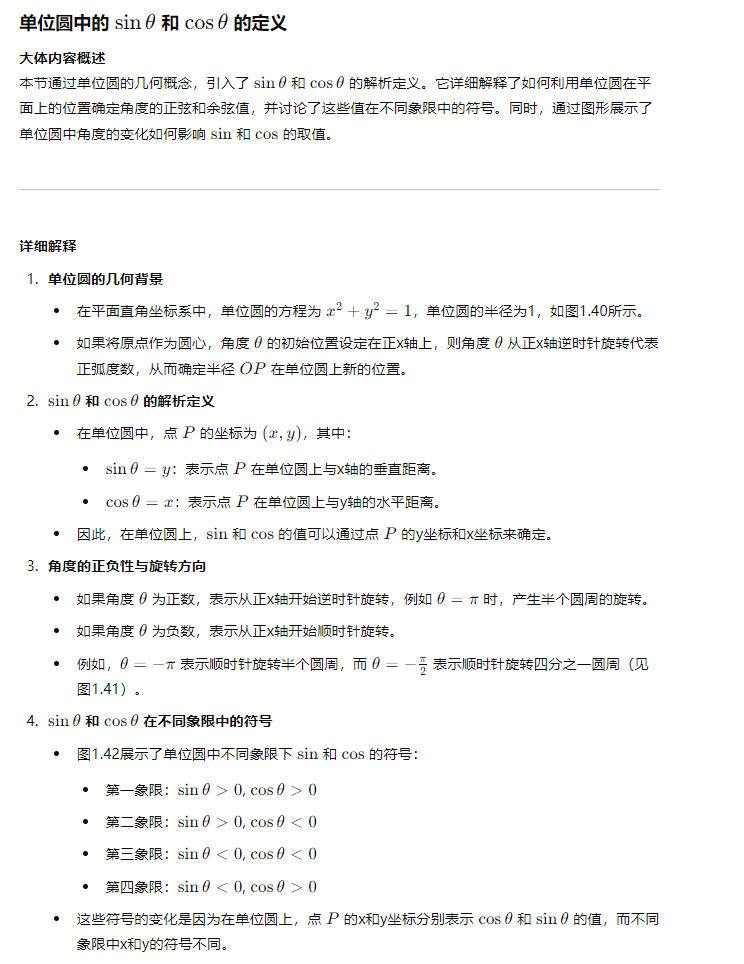 单位圆中的 sin θ 和 cos θ 的定义
大体内容概述
本节通过单位圆的几何概念，引入了 sin θ 和 cos θ 的解析定义。它详细解释了如何利用单位圆在平
面上的位置确定角度的正弦和余弦值，并讨论了这些值在不同象限中的符号。同时，通过图形展示了
单位圆中角度的变化如何影响 sin 和 cos 的取值。
详细解释
1. 单位圆的几何背景
• 在平面直角坐标系中，单位圆的方程为 x² + y² = 1，单位圆的半径为1，如图1.40所示。
• 如果将原点作为圆心，角度 θ 的初始位置设定在正x轴上，则角度 θ 从正x轴逆时针旋转代表
正弧度数，从而确定半径 OP 在单位圆上新的位置。
2. sin θ 和 cos θ 的解析定义
• 在单位圆中，点 P 的坐标为 (x, y)，其中：
• sin θ = y：表示点 P 在单位圆上与x轴的垂直距离。
• cos θ = x：表示点 P 在单位圆上与y轴的水平距离。
• 因此，在单位圆上，sin 和 cos 的值可以通过点 P 的y坐标和x坐标来确定。
3. 角度的正负性与旋转方向
• 如果角度 θ 为正数，表示从正x轴开始逆时针旋转，例如 θ = π 时，产生半个圆周的旋转。
• 如果角度 θ 为负数，表示从正x轴开始顺时针旋转。
• 例如，θ = −π 表示顺时针旋转半个圆周，而 θ = −π/2 表示顺时针旋转四分之一圆周（见
图1.41）。
4. sin θ 和 cos θ 在不同象限中的符号
• 图1.42展示了单位圆中不同象限下 sin 和 cos 的符号：
• 第一象限：sin θ > 0, cos θ > 0
• 第二象限：sin θ > 0, cos θ < 0
• 第三象限：sin θ < 0, cos θ < 0
• 第四象限：sin θ < 0, cos θ > 0
• 这些符号的变化是因为在单位圆上，点 P 的x和y坐标分别表示 cos θ 和 sin θ 的值，而不同
象限中x和y的符号不同。